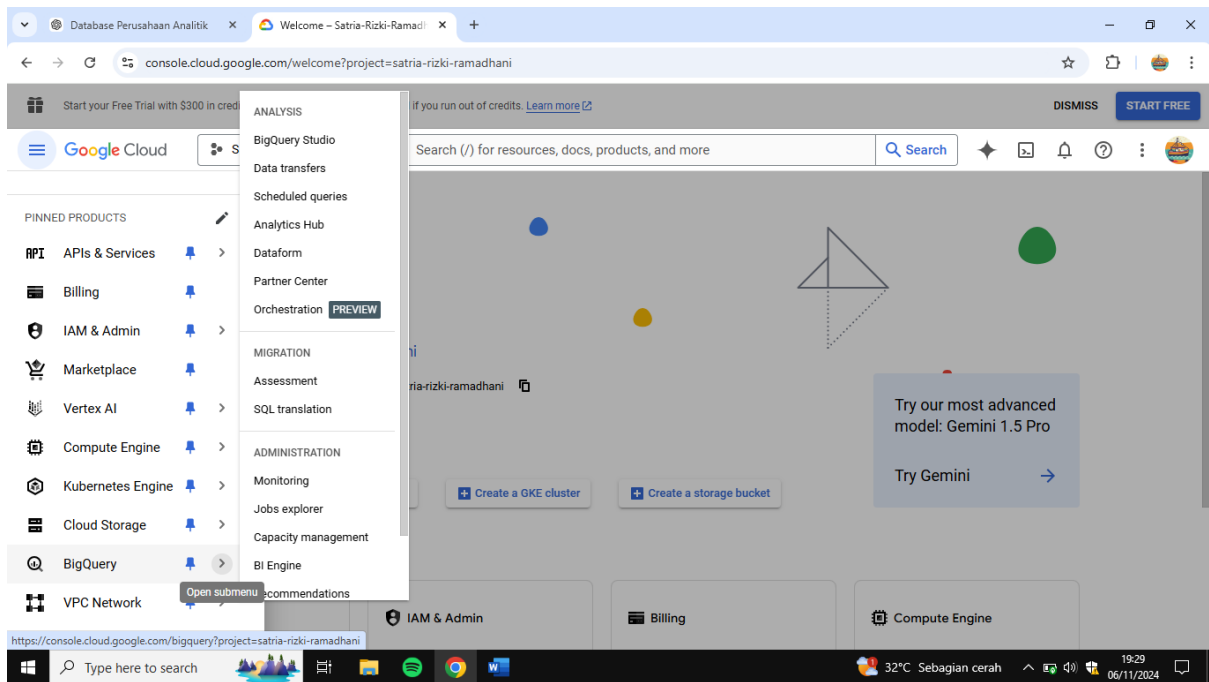 Database Perusahaan Analitik
Welcome – Satria-Rizki-Ramadh
console.cloud.google.com/welcome?project=satria-rizki-ramadhani
Start your Free Trial with $300 in credi
if you run out of credits. Learn more
DISMISS
START FREE
Google Cloud
S
Search (/) for resources, docs, products, and more
Search
PINNED PRODUCTS
API APIs & Services
Billing
IAM & Admin
Marketplace
Vertex AI
Compute Engine
Kubernetes Engine
Cloud Storage
BigQuery
Open submenu
VPC Network
https://console.cloud.google.com/bigquery?project=satria-rizki-ramadhani
ANALYSIS
BigQuery Studio
Data transfers
Scheduled queries
Analytics Hub
Dataform
Partner Center
Orchestration PREVIEW
MIGRATION
Assessment
SQL translation
ADMINISTRATION
Monitoring
Jobs explorer
Capacity management
BI Engine
ecommendations
ni
ria-rizki-ramadhani
Create a GKE cluster
Create a storage bucket
Try our most advanced
model: Gemini 1.5 Pro
Try Gemini
IAM & Admin
Billing
Compute Engine
Type here to search
32°C Sebagian cerah
19:29
06/11/2024